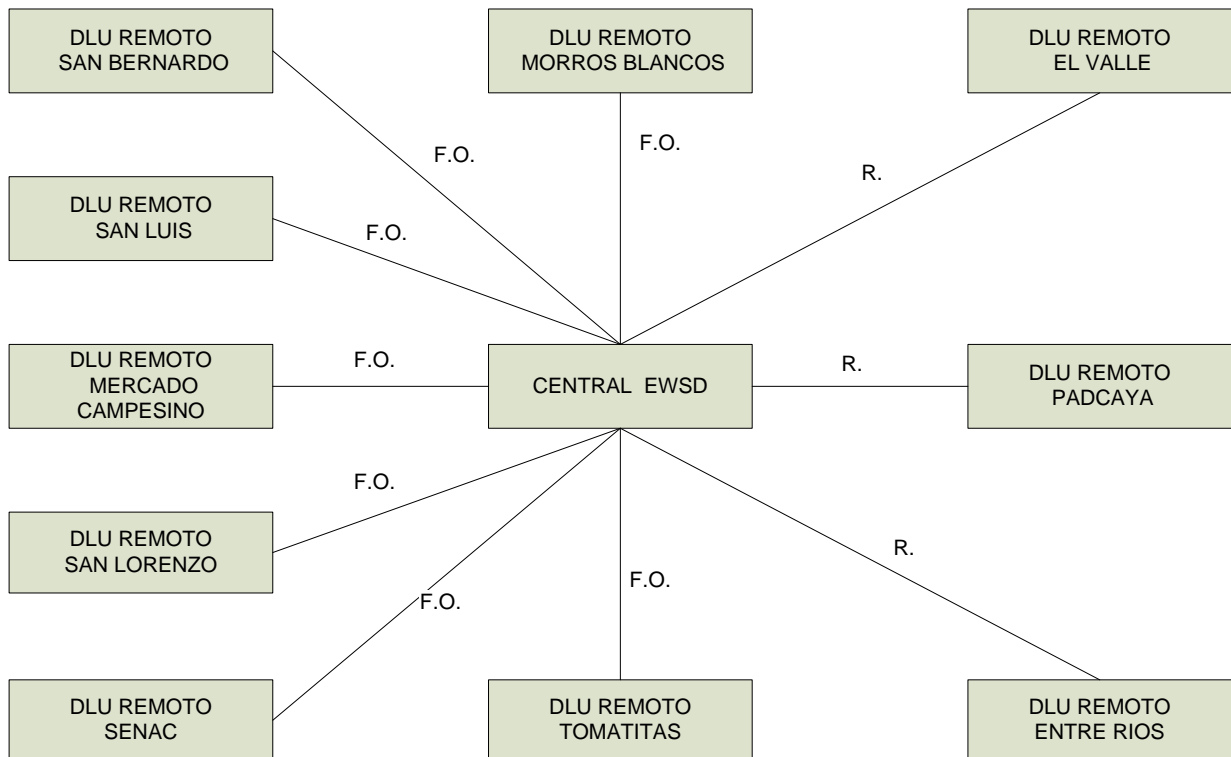 DLU REMOTO
SAN BERNARDO
DLU REMOTO
MORROS BLANCOS
DLU REMOTO
EL VALLE
F.O.
F.O.
R.
DLU REMOTO
SAN LUIS
F.O.
DLU REMOTO
MERCADO
CAMPESINO
F.O.
CENTRAL EWSD
R.
DLU REMOTO
PADCAYA
F.O.
DLU REMOTO
SAN LORENZO
F.O.
F.O.
R.
DLU REMOTO
SENAC
DLU REMOTO
TOMATITAS
DLU REMOTO
ENTRE RIOS